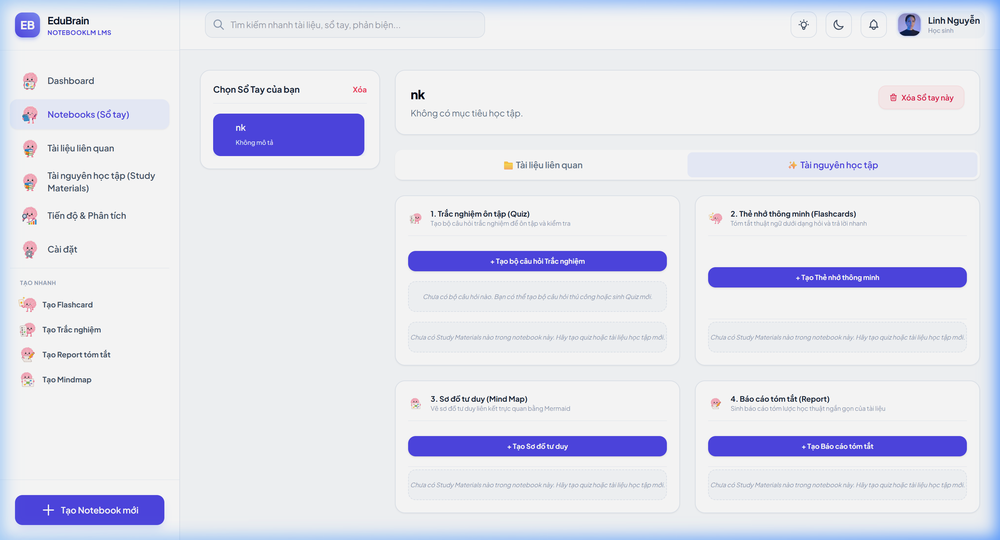 EB
EduBrain
NOTEBOOKLM LMS
Tìm kiếm nhanh tài liệu, sổ tay, phản biện...
Linh Nguyễn
Học sinh
Dashboard
Notebooks (Sổ tay)
Tài liệu liên quan
Tài nguyên học tập (Study
Materials)
Tiến độ & Phân tích
Cài đặt
TẠO NHANH
Tạo Flashcard
Tạo Trắc nghiệm
Tạo Report tóm tắt
Tạo Mindmap
Tạo Notebook mới
Chọn Sổ Tay của bạn
Xóa
nk
Không mô tả
nk
Không có mục tiêu học tập.
Xóa Sổ tay này
Tài liệu liên quan
Tài nguyên học tập
1. Trắc nghiệm ôn tập (Quiz)
Tạo bộ câu hỏi trắc nghiệm để ôn tập và kiểm tra
+ Tạo bộ câu hỏi Trắc nghiệm
Chưa có bộ câu hỏi nào. Bạn có thể tạo bộ câu hỏi thủ công hoặc sinh Quiz mới.
Chưa có Study Materials nào trong notebook này. Hãy tạo quiz hoặc tài liệu học tập mới.
2. Thẻ nhớ thông minh (Flashcards)
Tóm tắt thuật ngữ dưới dạng hỏi và trả lời nhanh
+ Tạo Thẻ nhớ thông minh
Chưa có Study Materials nào trong notebook này. Hãy tạo quiz hoặc tài liệu học tập mới.
3. Sơ đồ tư duy (Mind Map)
Vẽ sơ đồ tư duy liên kết trực quan bằng Mermaid
+ Tạo Sơ đồ tư duy
Chưa có Study Materials nào trong notebook này. Hãy tạo quiz hoặc tài liệu học tập mới.
4. Báo cáo tóm tắt (Report)
Sinh báo cáo tóm lược học thuật ngắn gọn của tài liệu
+ Tạo Báo cáo tóm tắt
Chưa có Study Materials nào trong notebook này. Hãy tạo quiz hoặc tài liệu học tập mới.